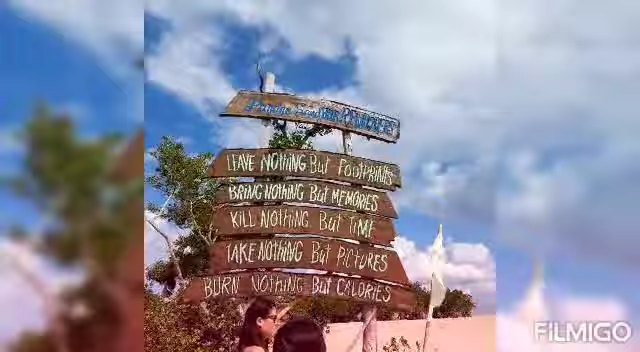 LEAVE NOTHING BUT FOOTPRINTS
BRING NOTHING BUT MEMORIES
KILL NOTHING BUT TIME
TAKE NOTHING BUT PICTURES
BURN NOTHING BUT CALORIES
FILMIGO